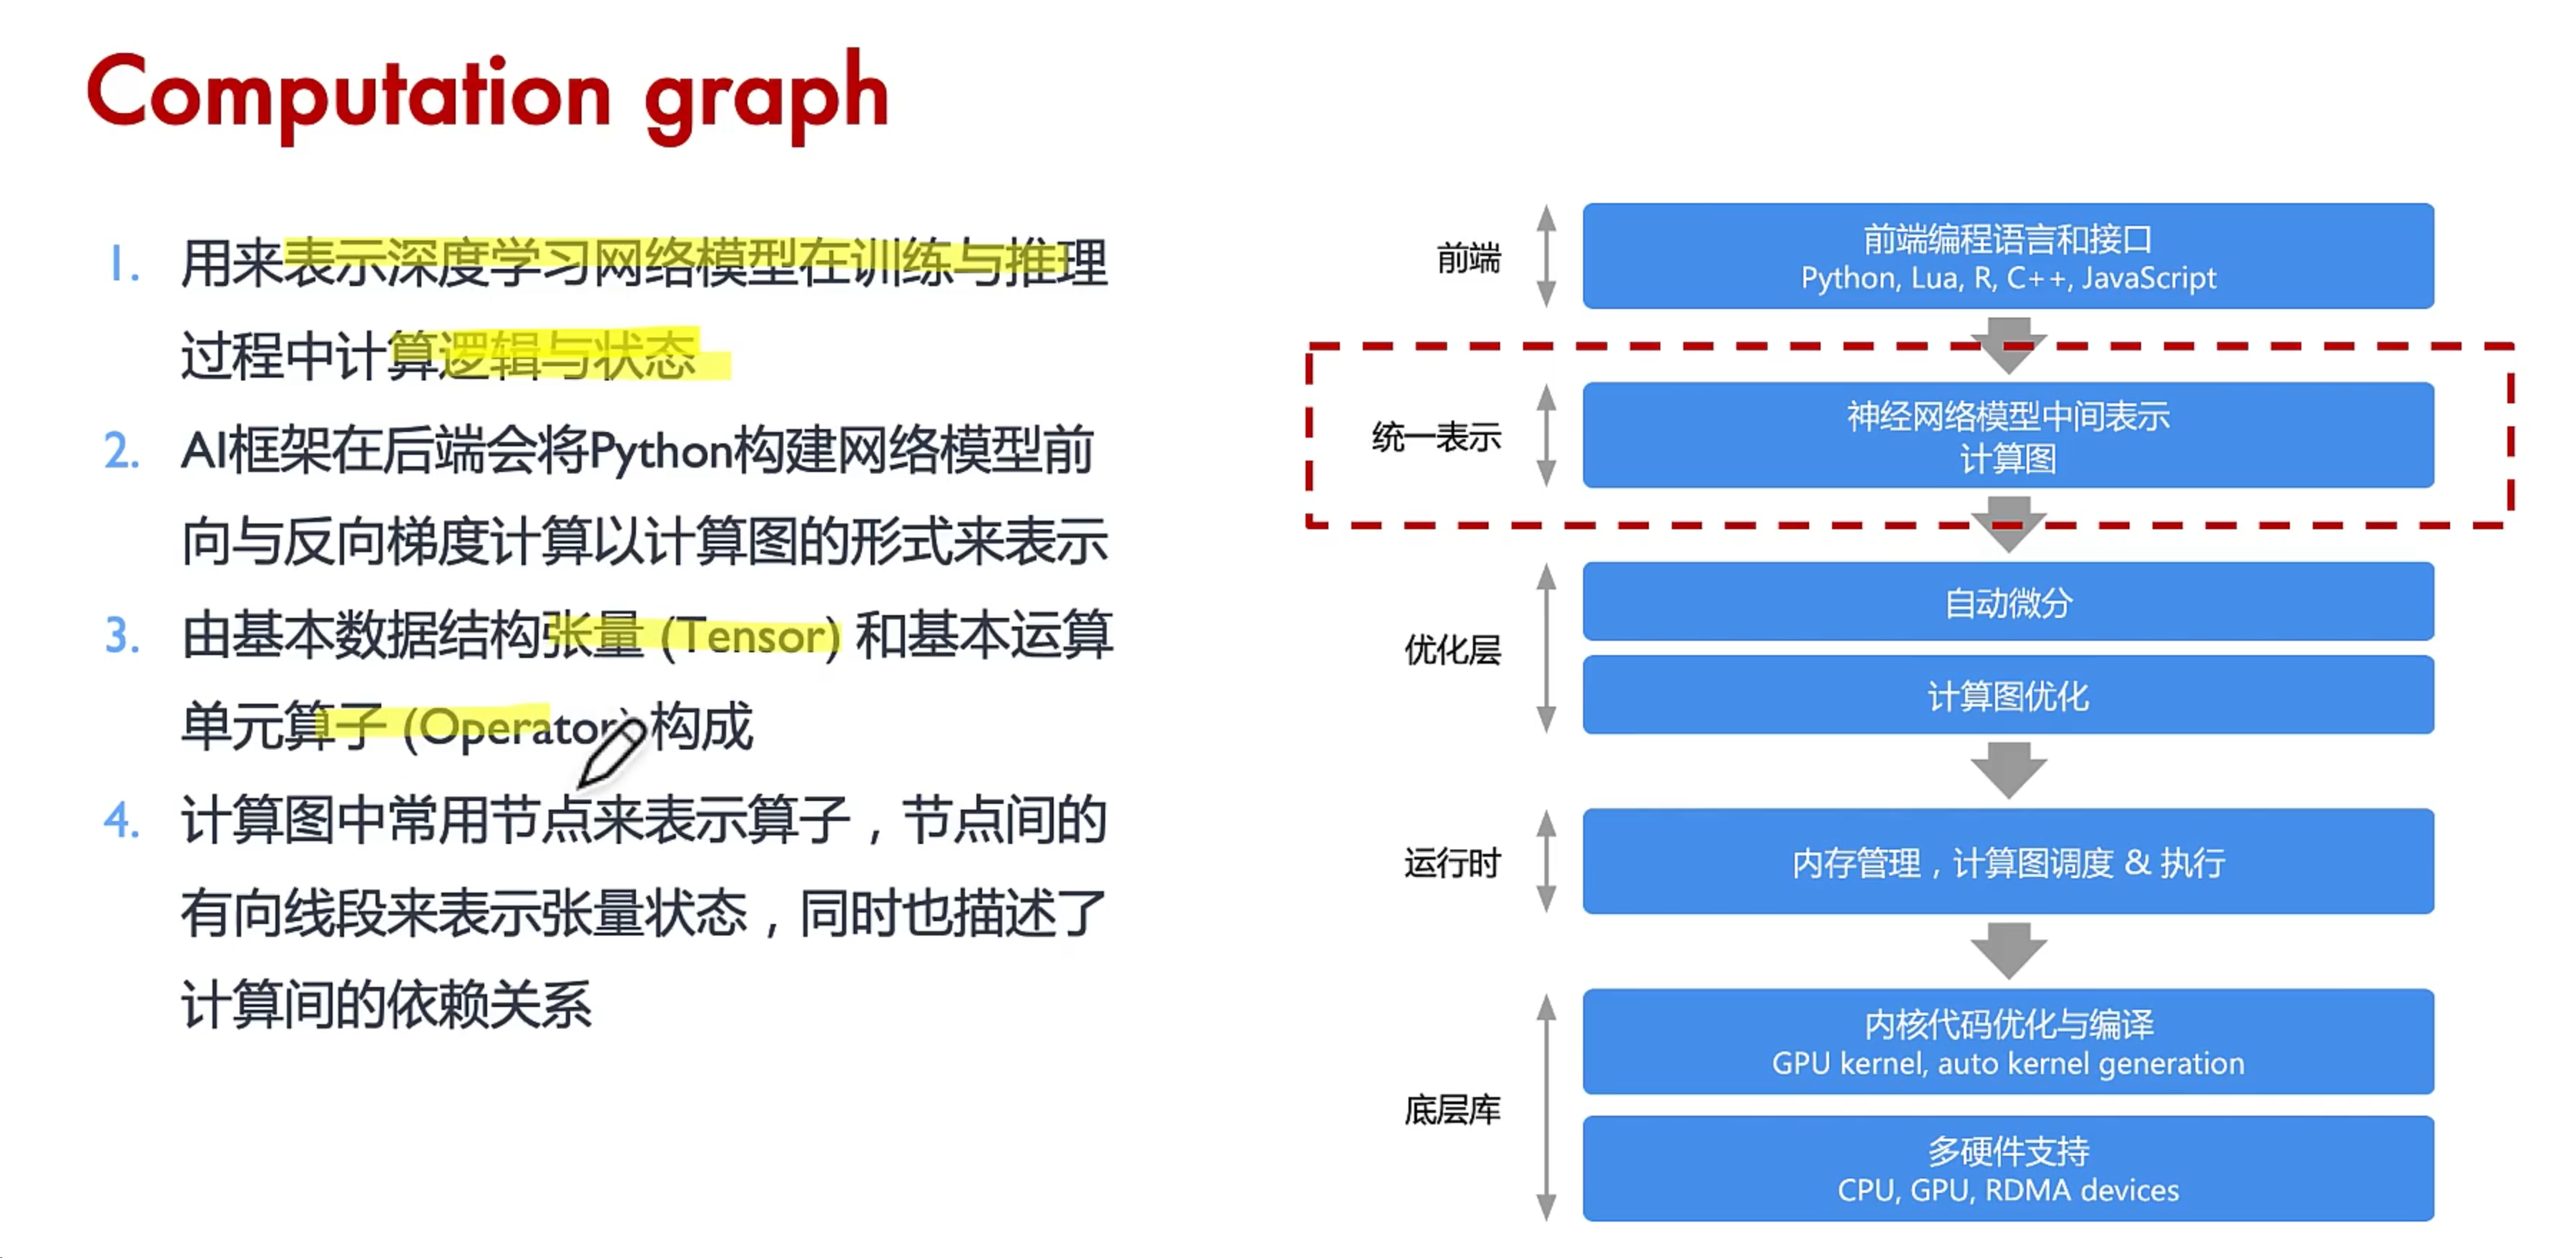 Computation graph
1. 用来表示深度学习网络模型在训练与推理
过程中计算逻辑与状态
2. AI框架在后端会将Python构建网络模型前
向与反向梯度计算以计算图的形式来表示
3. 由基本数据结构张量 (Tensor) 和基本运算
单元算子 (Operator) 构成
4. 计算图中常用节点来表示算子，节点间的
有向线段来表示张量状态，同时也描述了
计算间的依赖关系
前端
前端编程语言和接口
Python, Lua, R, C++, JavaScript
统一表示
神经网络模型中间表示
计算图
优化层
自动微分
计算图优化
运行时
内存管理，计算图调度 & 执行
底层库
内核代码优化与编译
GPU kernel, auto kernel generation
多硬件支持
CPU, GPU, RDMA devices